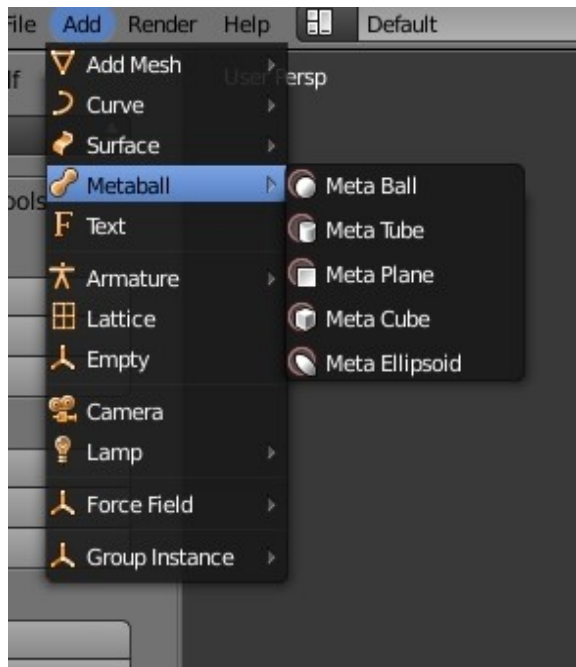 File Add Render Help Default
User Persp
Add Mesh
Curve
Surface
Metaball
Text
Armature
Lattice
Empty
Camera
Lamp
Force Field
Group Instance
Meta Ball
Meta Tube
Meta Plane
Meta Cube
Meta Ellipsoid
ools